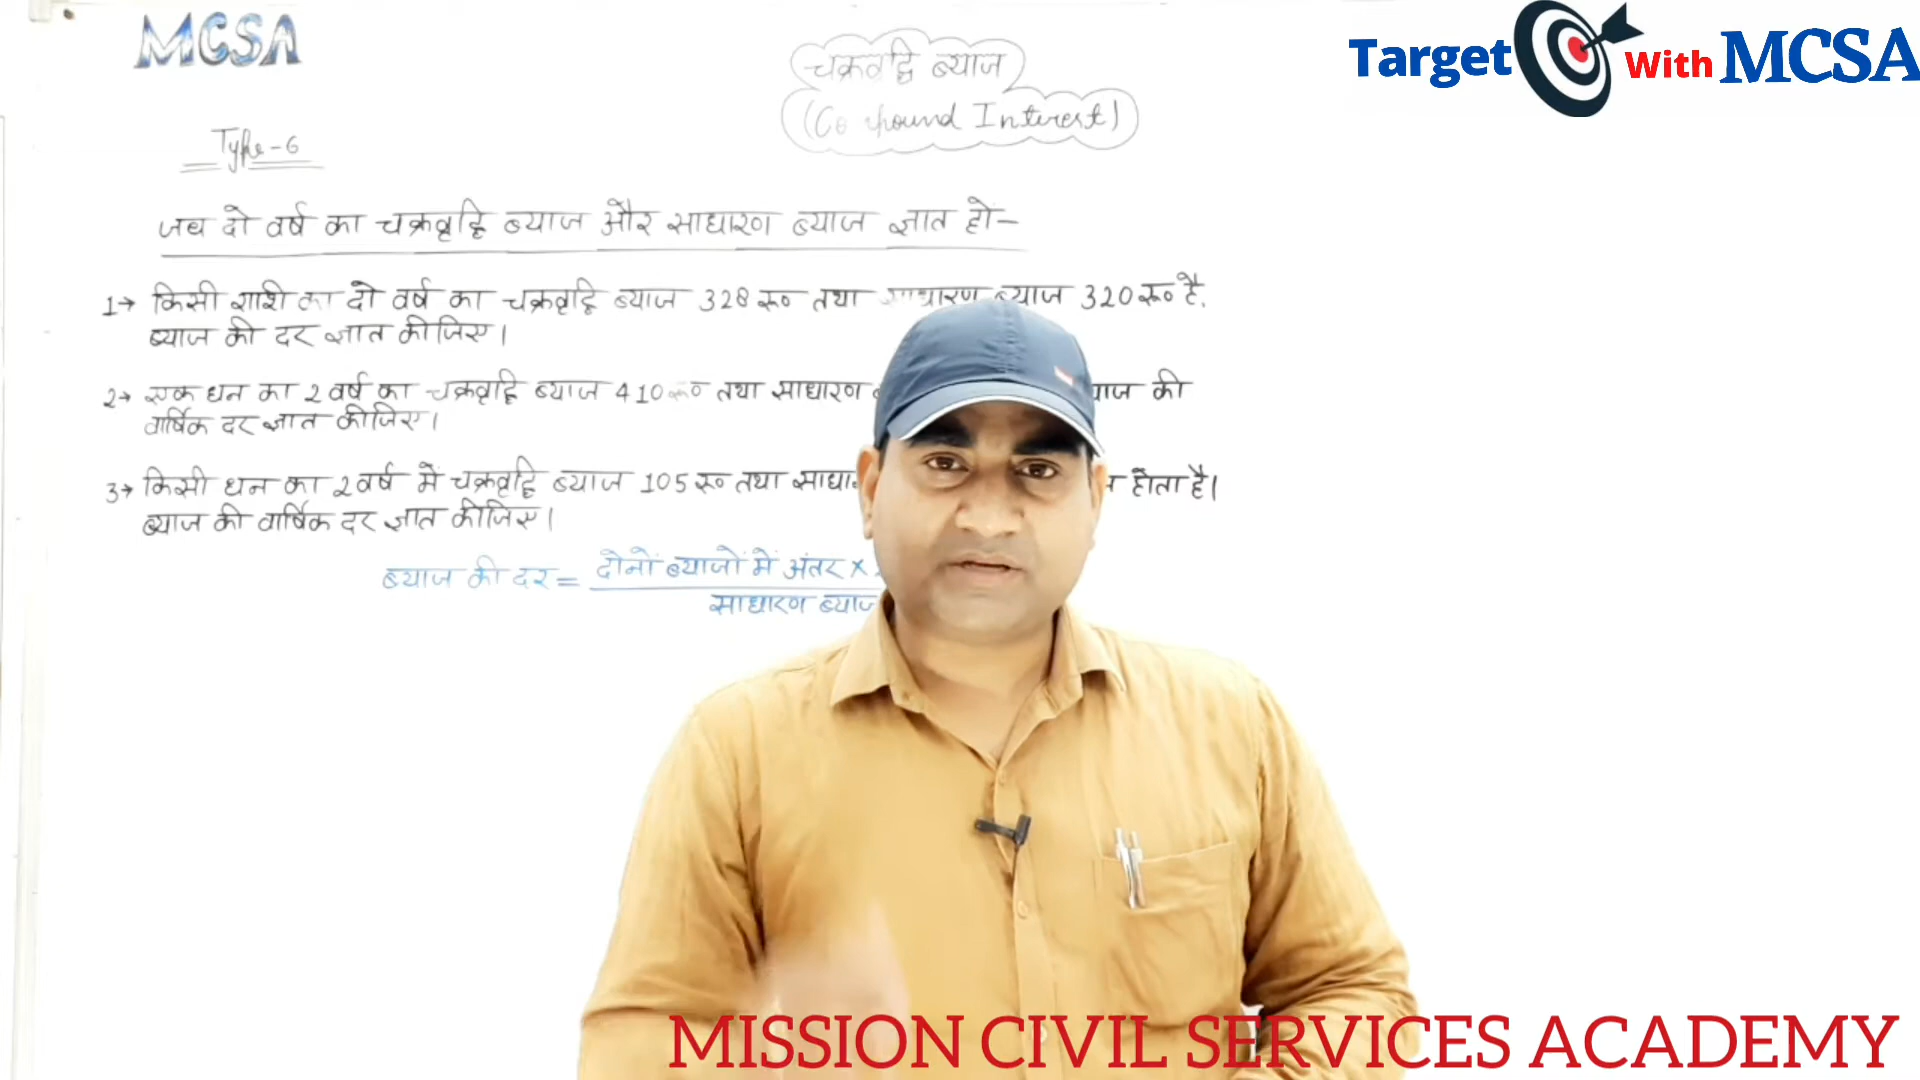 MCSA
Target With MCSA
चक्रवृद्धि ब्याज
(Co pound Interest)
Type-6
जब दो वर्ष का चक्रवृद्धि ब्याज और साधारण ब्याज ज्ञात हो-
1→ किसी राशि का दो वर्ष का चक्रवृद्धि ब्याज 328 रू० तथा साधारण ब्याज 320 रू० है.
ब्याज की दर ज्ञात कीजिए।
2→ एक धन का 2 वर्ष का चक्रवृद्धि ब्याज 410 रू० तथा साधारण याज की
वार्षिक दर ज्ञात कीजिए।
3→ किसी धन का 2 वर्ष में चक्रवृद्धि ब्याज 105 रू० तथा साधा होता है।
ब्याज की वार्षिक दर ज्ञात कीजिए।
ब्याज की दर = दोनों ब्याजों में अंतर ×
साधारण ब्याज
MISSION CIVIL SERVICES ACADEMY